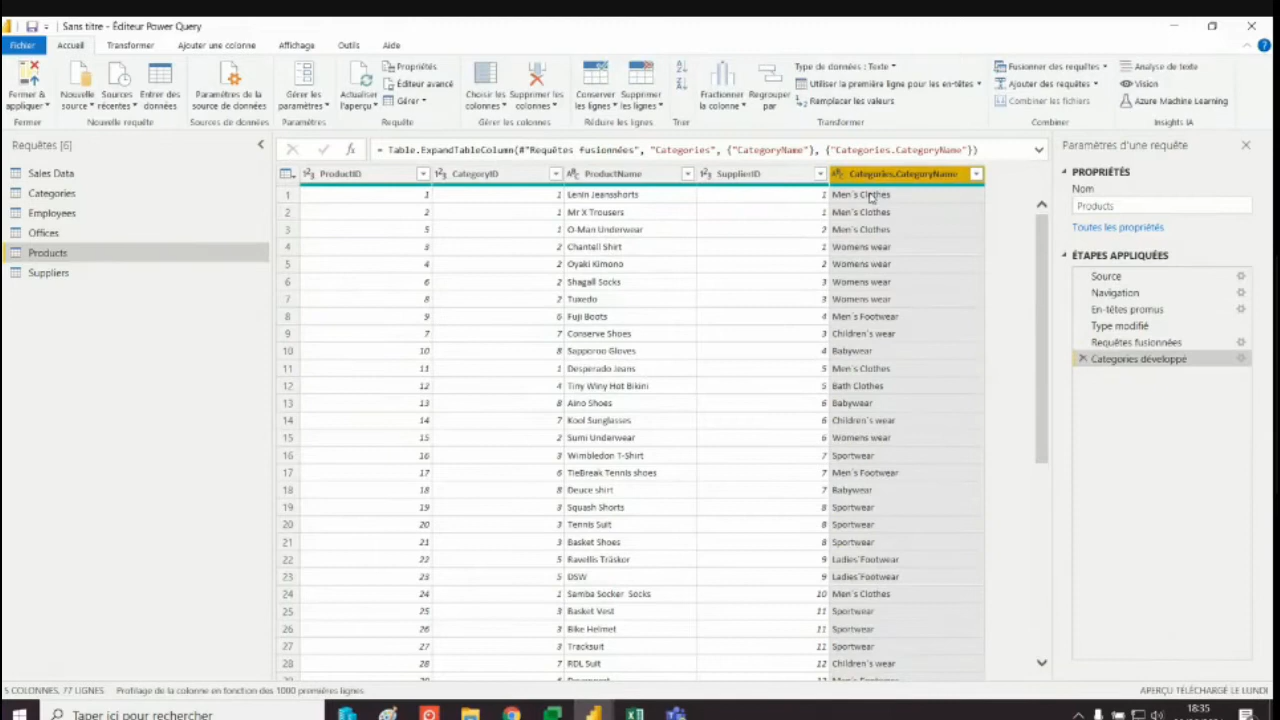 Sans titre - Éditeur Power Query
Fichier Accueil Transformer Ajouter une colonne Affichage Outils Aide
Fermer & appliquer
Nouvelle source
Sources récentes
Entrer des données
Paramètres de la source de données
Gérer les paramètres
Actualiser l'aperçu
Propriétés
Éditeur avancé
Gérer
Choisir les colonnes
Supprimer les colonnes
Conserver les lignes
Supprimer les lignes
Fractionner la colonne
Regrouper par
Type de données : Texte
Utiliser la première ligne pour les en-têtes
Remplacer les valeurs
Fusionner des requêtes
Ajouter des requêtes
Combiner les fichiers
Analyse de texte
Vision
Azure Machine Learning
Fermer Nouvelle requête Sources de données Paramètres Requête Gérer les colonnes Réduire les lignes Trier Transformer Combiner Insights IA
Requêtes [6]
Sales Data
Categories
Employees
Offices
Products
Suppliers
= Table.ExpandTableColumn(#"Requêtes fusionnées", "Categories", {"CategoryName"}, {"Categories.CategoryName"})
ProductID CategoryID ProductName SupplierID Categories.CategoryName
1 1 1 Lenin Jeansshorts 1 Men´s Clothes
2 2 1 Mr X Trousers 1 Men´s Clothes
3 5 1 O-Man Underwear 2 Men´s Clothes
4 3 2 Chantell Shirt 1 Womens wear
5 4 2 Oyaki Kimono 2 Womens wear
6 6 2 Shagall Socks 3 Womens wear
7 8 2 Tuxedo 3 Womens wear
8 9 6 Fuji Boots 4 Men´s Footwear
9 7 7 Conserve Shoes 3 Children´s wear
10 10 8 Sapporoo Gloves 4 Babywear
11 11 1 Desperado Jeans 5 Men´s Clothes
12 12 4 Tiny Winy Hot Bikini 5 Bath Clothes
13 13 8 Aino Shoes 6 Babywear
14 14 7 Kool Sunglasses 6 Children´s wear
15 15 2 Sumi Underwear 6 Womens wear
16 16 3 Wimbledon T-Shirt 7 Sportwear
17 17 6 TieBreak Tennis shoes 7 Men´s Footwear
18 18 8 Deuce shirt 7 Babywear
19 19 3 Squash Shorts 8 Sportwear
20 20 3 Tennis Suit 8 Sportwear
21 21 3 Basket Shoes 8 Sportwear
22 22 5 Ravellis Träskor 9 Ladies´Footwear
23 23 5 DSW 9 Ladies´Footwear
24 24 1 Samba Socker Socks 10 Men´s Clothes
25 25 3 Basket Vest 11 Sportwear
26 26 3 Bike Helmet 11 Sportwear
27 27 3 Tracksuit 11 Sportwear
28 28 7 RDL Suit 12 Children´s wear
Paramètres d'une requête
PROPRIÉTÉS
Nom
Products
Toutes les propriétés
ÉTAPES APPLIQUÉES
Source
Navigation
En-têtes promus
Type modifié
Requêtes fusionnées
Categories développé
5 COLONNES, 77 LIGNES Profilage de la colonne en fonction des 1000 premières lignes APERÇU TÉLÉCHARGÉ LE LUNDI
Taper ici pour rechercher
18:35